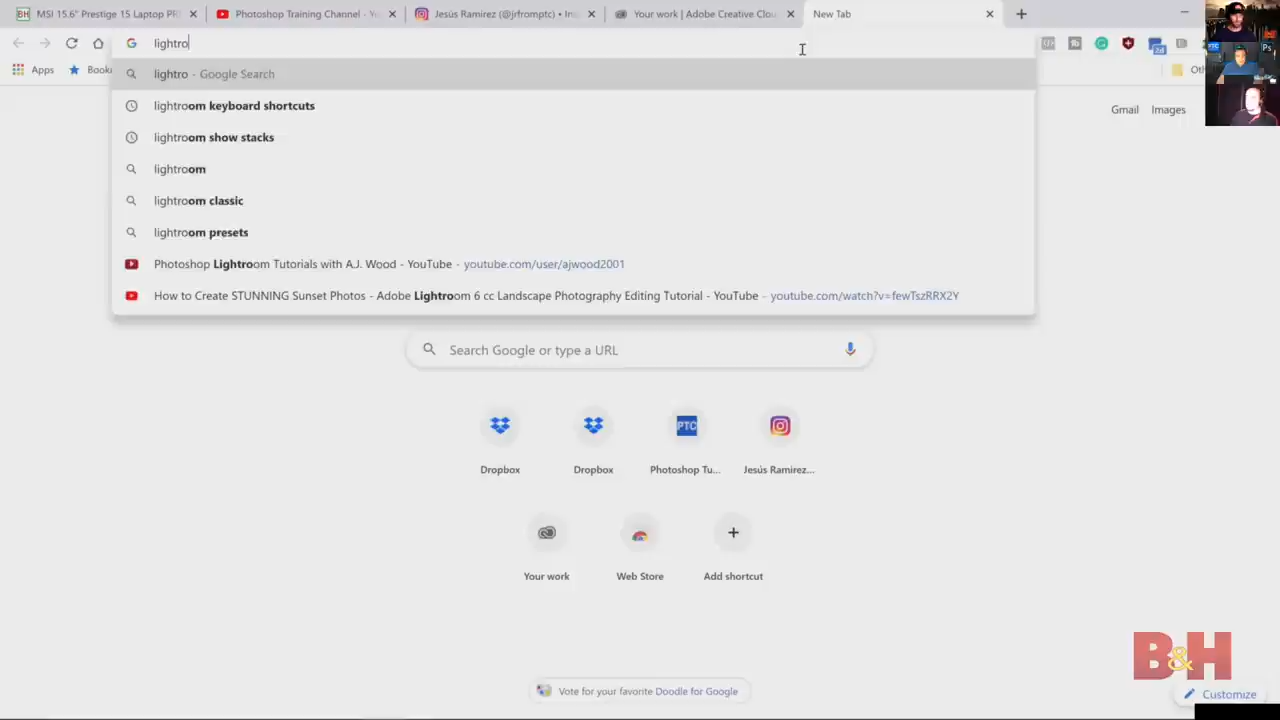 MSI 15.6" Prestige 15 Laptop PR
Photoshop Training Channel - Yo
Jesús Ramirez (@jrfromptc) • Ins
Your work | Adobe Creative Clou
New Tab
lightro
Apps
Book
Gmail
Images
lightro - Google Search
lightroom keyboard shortcuts
lightroom show stacks
lightroom
lightroom classic
lightroom presets
Photoshop Lightroom Tutorials with A.J. Wood - YouTube - youtube.com/user/ajwood2001
How to Create STUNNING Sunset Photos - Adobe Lightroom 6 cc Landscape Photography Editing Tutorial - YouTube - youtube.com/watch?v=fewTszRRX2Y
Search Google or type a URL
PTC
Dropbox
Dropbox
Photoshop Tu...
Jesús Ramirez...
Your work
Web Store
Add shortcut
B&H
Vote for your favorite Doodle for Google
Customize